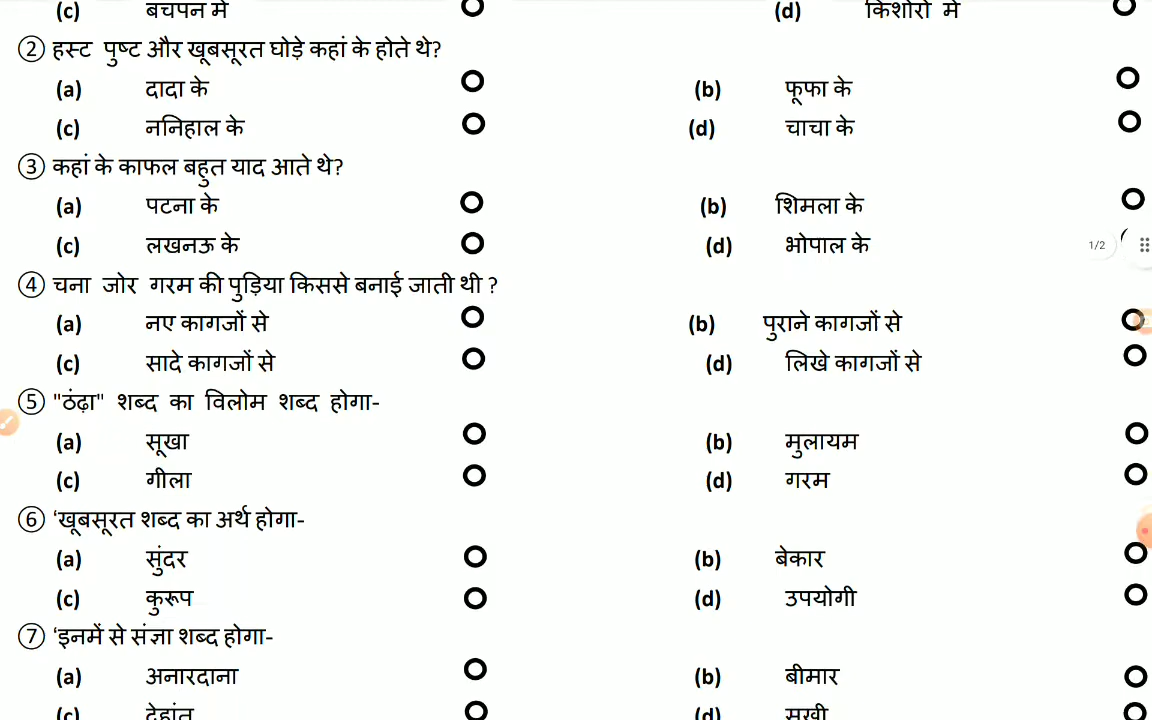 (c) बचपन में (d) किशोरों में
② हस्ट पुष्ट और खूबसूरत घोड़े कहां के होते थे?
(a) दादा के (b) फूफा के
(c) ननिहाल के (d) चाचा के
③ कहां के काफल बहुत याद आते थे?
(a) पटना के (b) शिमला के
(c) लखनऊ के (d) भोपाल के
1/2
④ चना जोर गरम की पुड़िया किससे बनाई जाती थी ?
(a) नए कागजों से (b) पुराने कागजों से
(c) सादे कागजों से (d) लिखे कागजों से
⑤ "ठंढ़ा" शब्द का विलोम शब्द होगा-
(a) सूखा (b) मुलायम
(c) गीला (d) गरम
⑥ ‘खूबसूरत शब्द का अर्थ होगा-
(a) सुंदर (b) बेकार
(c) कुरूप (d) उपयोगी
⑦ ‘इनमें से संज्ञा शब्द होगा-
(a) अनारदाना (b) बीमार
(c) देहांत (d) सुखी